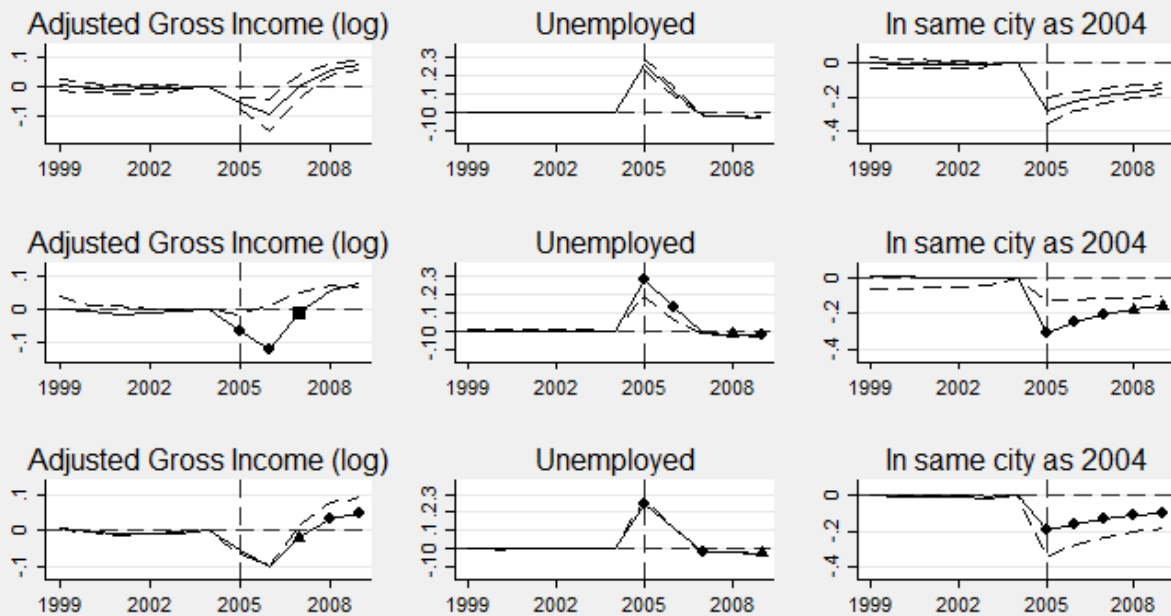 Adjusted Gross Income (log) Unemployed In same city as 2004
-.1 0 .1
-.1 0 .1 .2 .3
-.4 -.2 0
1999 2002 2005 2008 1999 2002 2005 2008 1999 2002 2005 2008
Adjusted Gross Income (log) Unemployed In same city as 2004
-.1 0 .1
-.1 0 .1 .2 .3
-.4 -.2 0
1999 2002 2005 2008 1999 2002 2005 2008 1999 2002 2005 2008
Adjusted Gross Income (log) Unemployed In same city as 2004
-.1 0 .1
-.1 0 .1 .2 .3
-.4 -.2 0
1999 2002 2005 2008 1999 2002 2005 2008 1999 2002 2005 2008